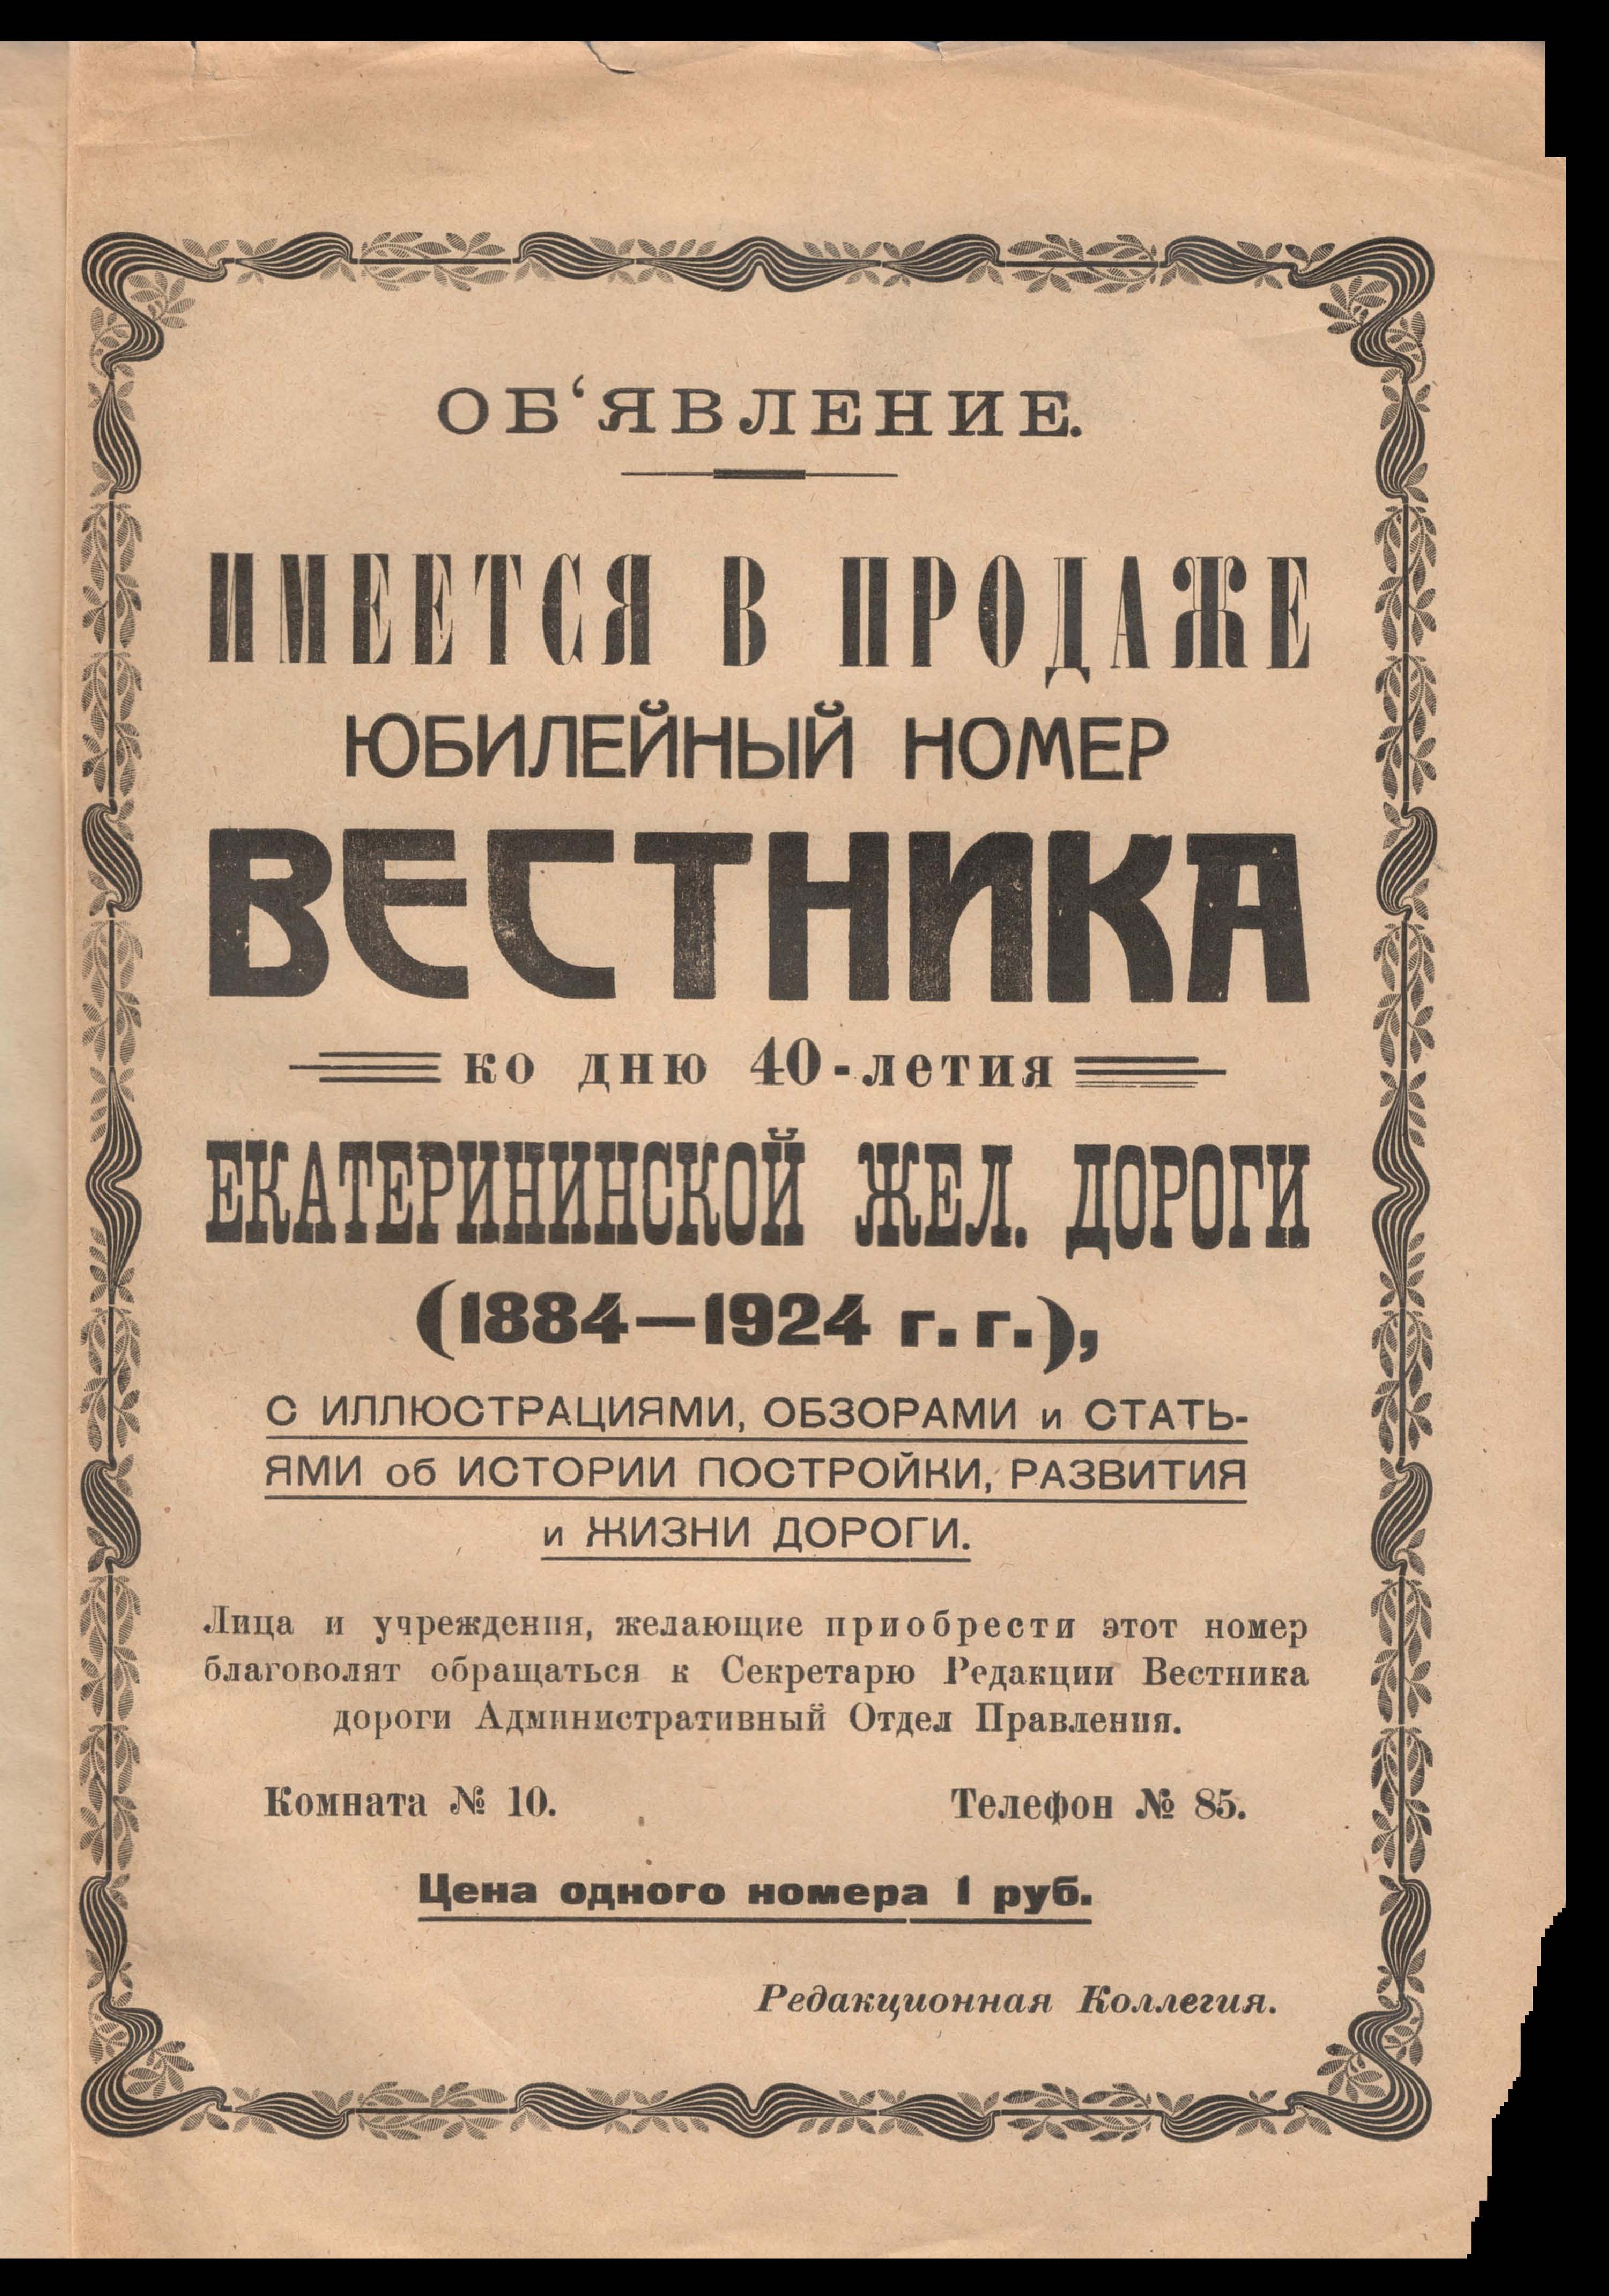 ОБ‘ЯВЛЕНИЕ.
ИМЕЕТСЯ В ПРОДАЖЕ
ЮБИЛЕЙНЫЙ НОМЕР
ВЕСТНИКА
ко дню 40-летия
ЕКАТЕРИНИНСКОЙ ЖЕЛ. ДОРОГИ
(1884—1924 г. г.),
С ИЛЛЮСТРАЦИЯМИ, ОБЗОРАМИ и СТАТЬ-
ЯМИ об ИСТОРИИ ПОСТРОЙКИ, РАЗВИТИЯ
и ЖИЗНИ ДОРОГИ.
Лица и учреждения, желающие приобрести этот номер
благоволят обращаться к Секретарю Редакции Вестника
дороги Административный Отдел Правления.
Комната № 10. Телефон № 85.
Цена одного номера 1 руб.
Редакционная Коллегия.